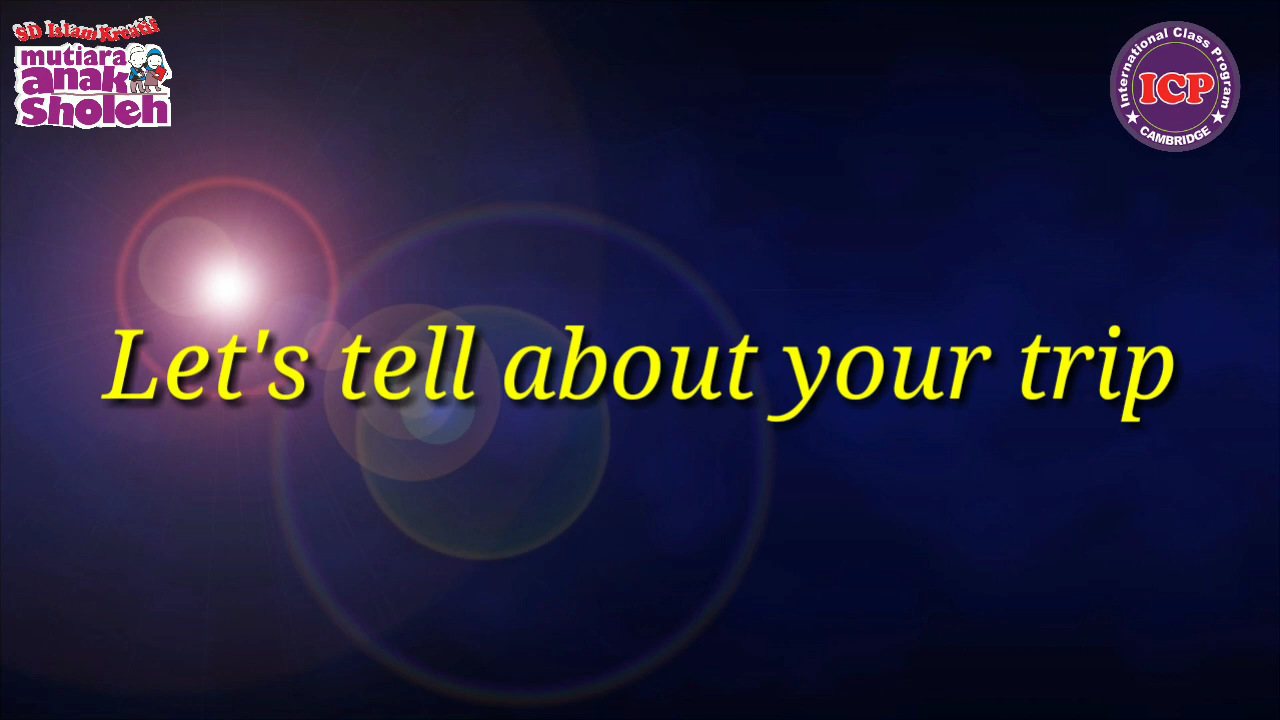 SD Islam Kreatif
mutiara
anak
Sholeh
International Class Program
ICP
CAMBRIDGE
Let's tell about your trip